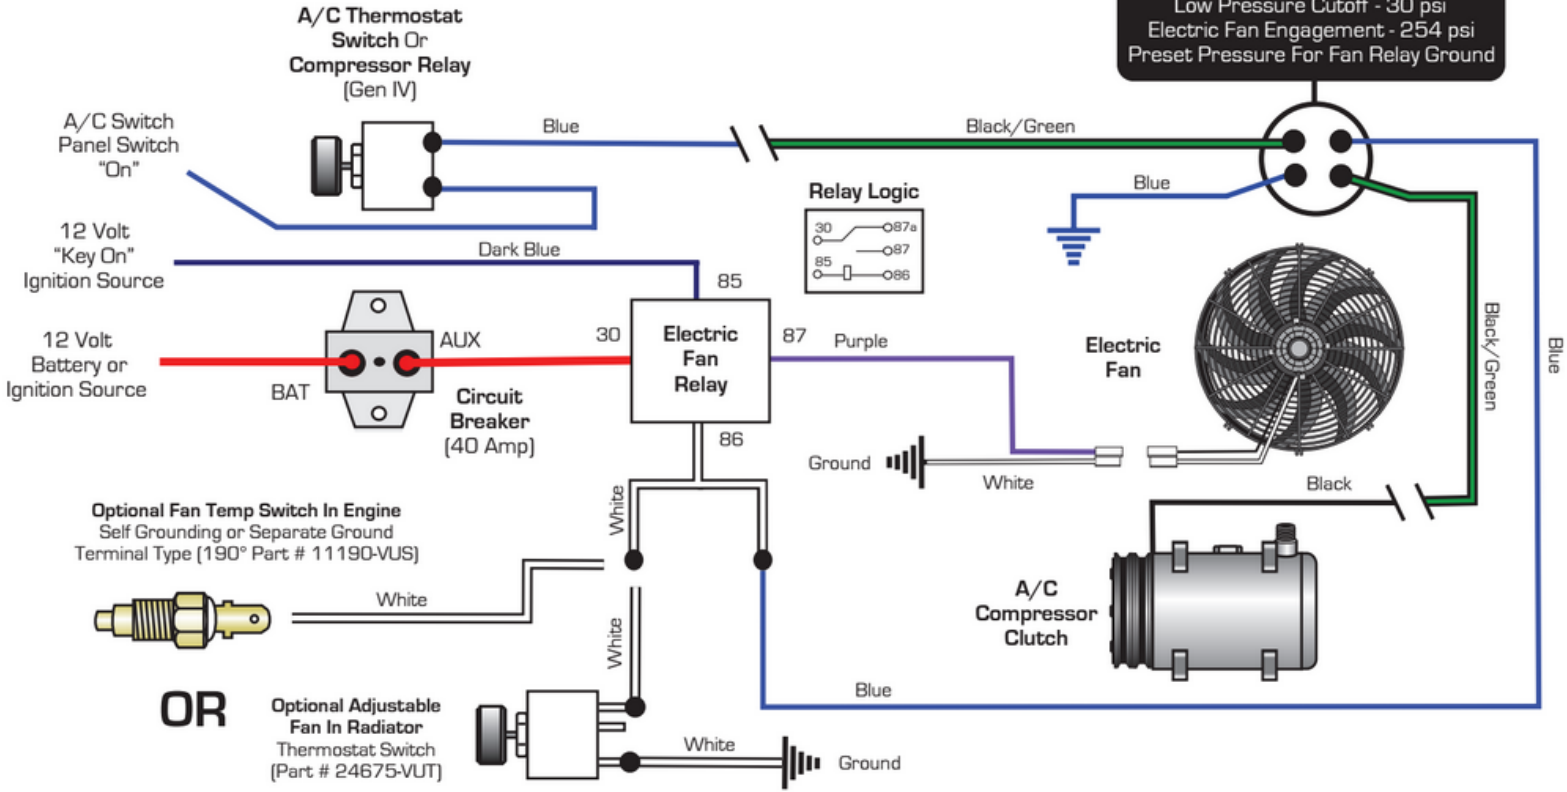 A/C Thermostat
Switch Or
Compressor Relay
(Gen IV)
Low Pressure Cutoff - 30 psi
Electric Fan Engagement - 254 psi
Preset Pressure For Fan Relay Ground
A/C Switch
Panel Switch
“On”
Blue
Black/Green
Relay Logic
30
87a
87
85
86
Blue
12 Volt
“Key On”
Ignition Source
Dark Blue
85
12 Volt
Battery or
Ignition Source
BAT
AUX
Circuit
Breaker
(40 Amp)
30
Electric
Fan
Relay
87
Purple
86
Electric
Fan
Black/Green
Blue
Ground
White
Black
Optional Fan Temp Switch In Engine
Self Grounding or Separate Ground
Terminal Type (190° Part # 11190-VUS)
White
White
White
A/C
Compressor
Clutch
OR
Optional Adjustable
Fan In Radiator
Thermostat Switch
(Part # 24675-VUT)
Blue
White
Ground